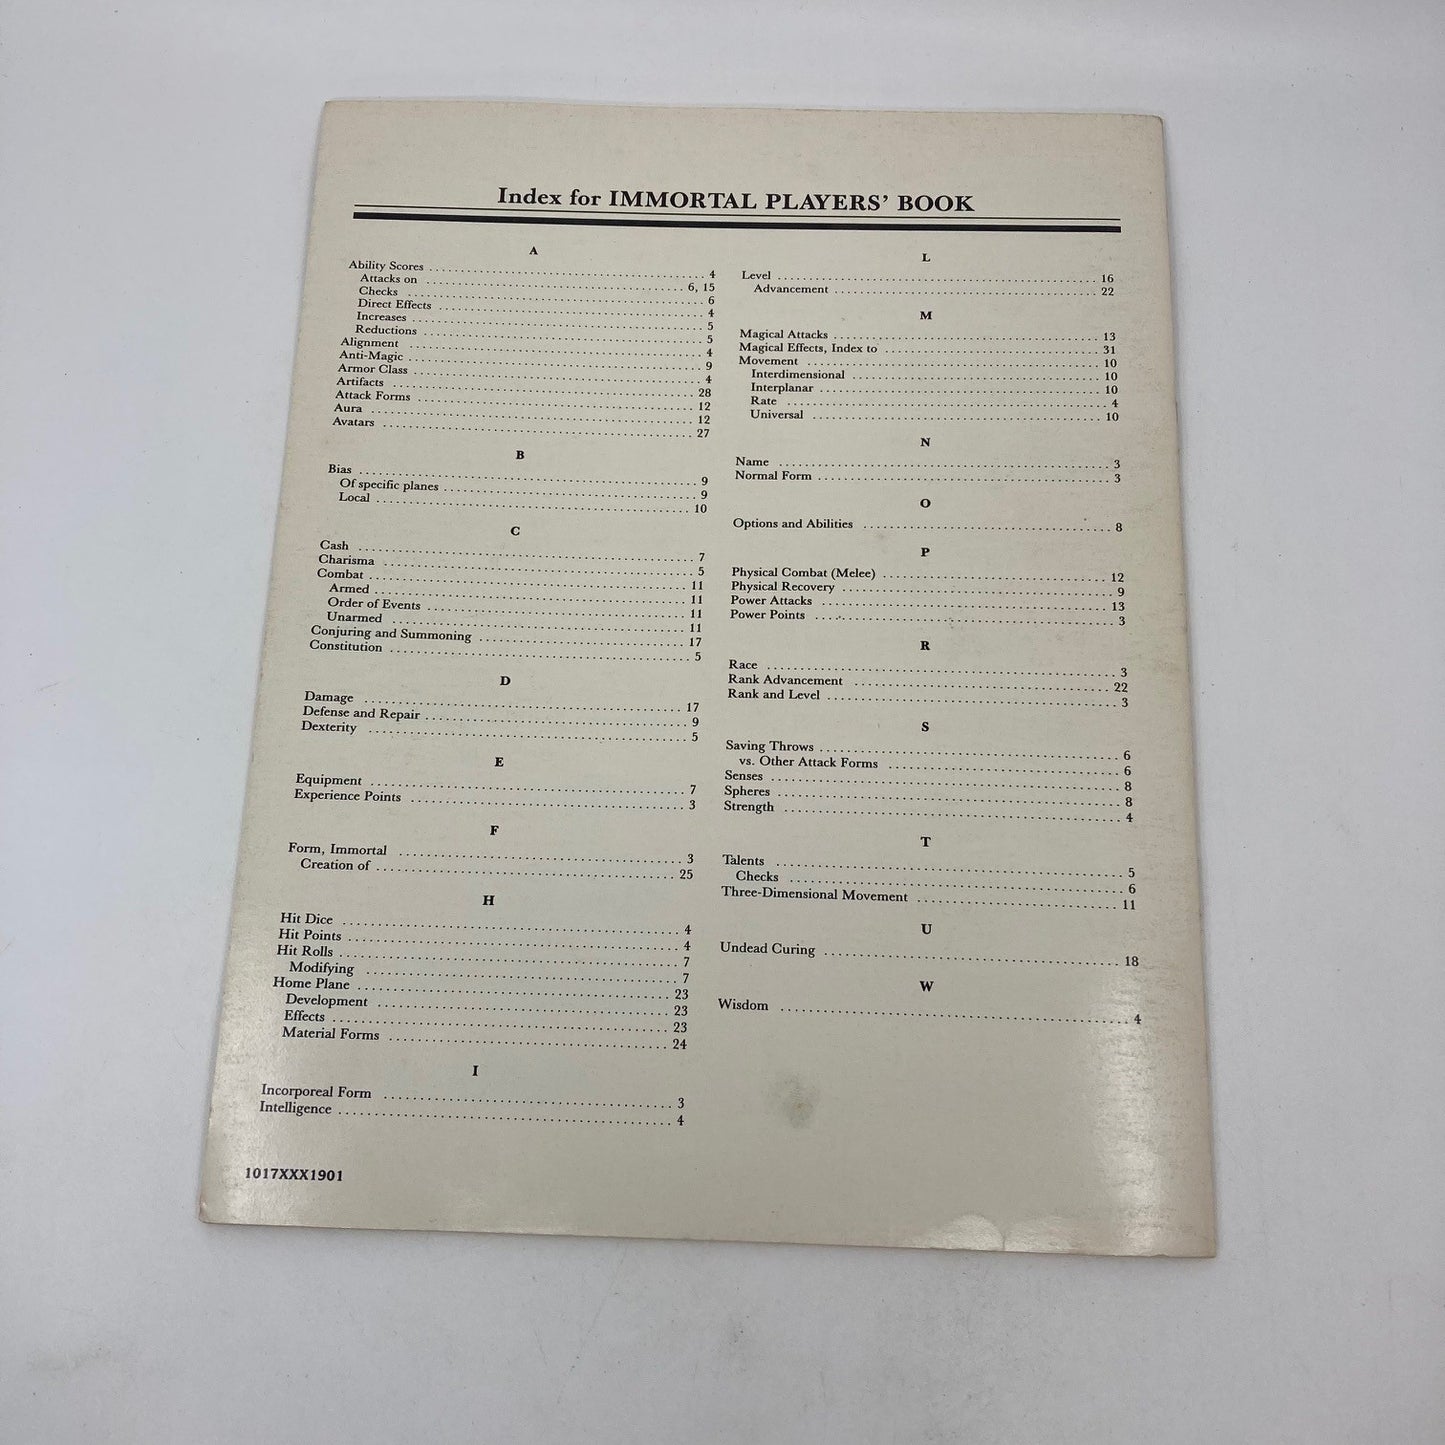 Index for IMMORTAL PLAYERS' BOOK
A
Ability Scores 4
Attacks on 6, 15
Checks 6
Direct Effects 4
Increases 5
Reductions 5
Alignment 4
Anti-Magic 9
Armor Class 4
Artifacts 28
Attack Forms 12
Aura 12
Avatars 27
B
Bias 9
Of specific planes 9
Local 10
C
Cash 7
Charisma 5
Combat 11
Armed 11
Order of Events 11
Unarmed 11
Conjuring and Summoning 17
Constitution 5
D
Damage 17
Defense and Repair 9
Dexterity 5
E
Equipment 7
Experience Points 3
F
Form, Immortal 3
Creation of 25
H
Hit Dice 4
Hit Points 4
Hit Rolls 7
Modifying 7
Home Plane 23
Development 23
Effects 23
Material Forms 24
I
Incorporeal Form 3
Intelligence 4
1017XXX1901
L
Level 16
Advancement 22
M
Magical Attacks 13
Magical Effects, Index to 31
Movement 10
Interdimensional 10
Interplanar 10
Rate 4
Universal 10
N
Name 3
Normal Form 3
O
Options and Abilities 8
P
Physical Combat (Melee) 12
Physical Recovery 9
Power Attacks 13
Power Points 3
R
Race 3
Rank Advancement 22
Rank and Level 3
S
Saving Throws 6
vs. Other Attack Forms 6
Senses 8
Spheres 8
Strength 4
T
Talents 5
Checks 6
Three-Dimensional Movement 11
U
Undead Curing 18
W
Wisdom 4